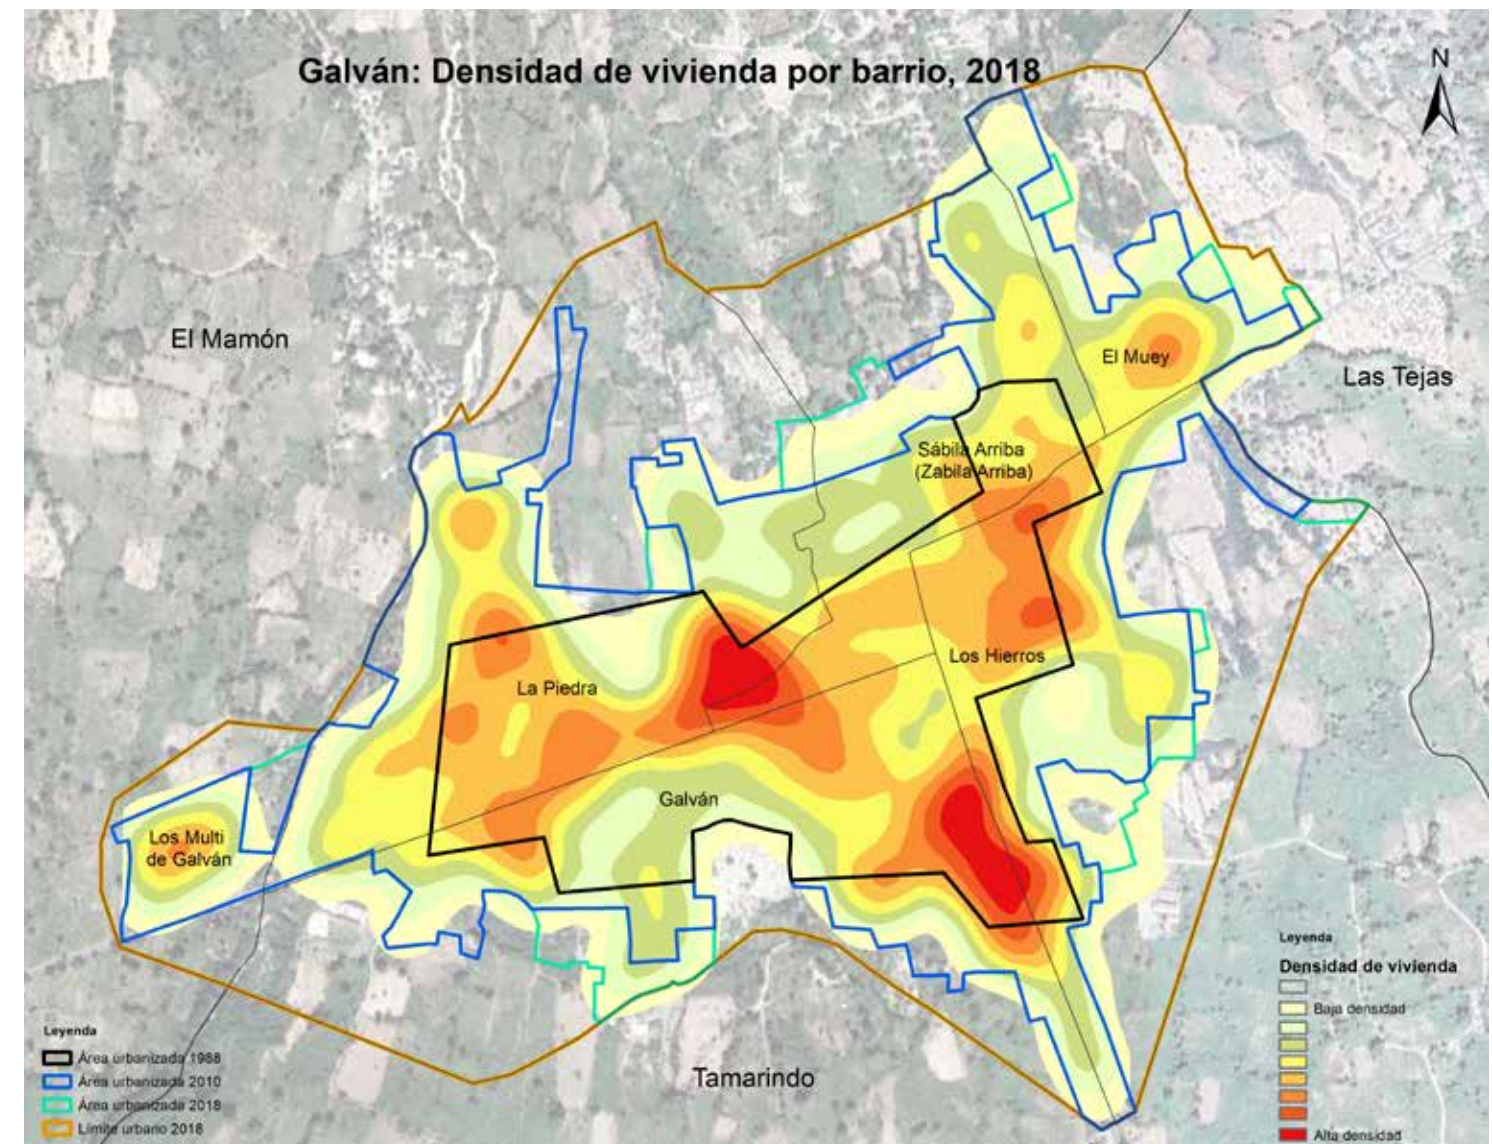 Galván: Densidad de vivienda por barrio, 2018
N
El Mamón
El Muey
Las Tejas
Sábila Arriba
(Zabila Arriba)
Los Hierros
La Piedra
Galván
Los Multi
de Galván
Tamarindo
Leyenda
Área urbanizada 1988
Área urbanizada 2010
Área urbanizada 2018
Límite urbano 2018
Leyenda
Densidad de vivienda
Baja densidad
Alta densidad